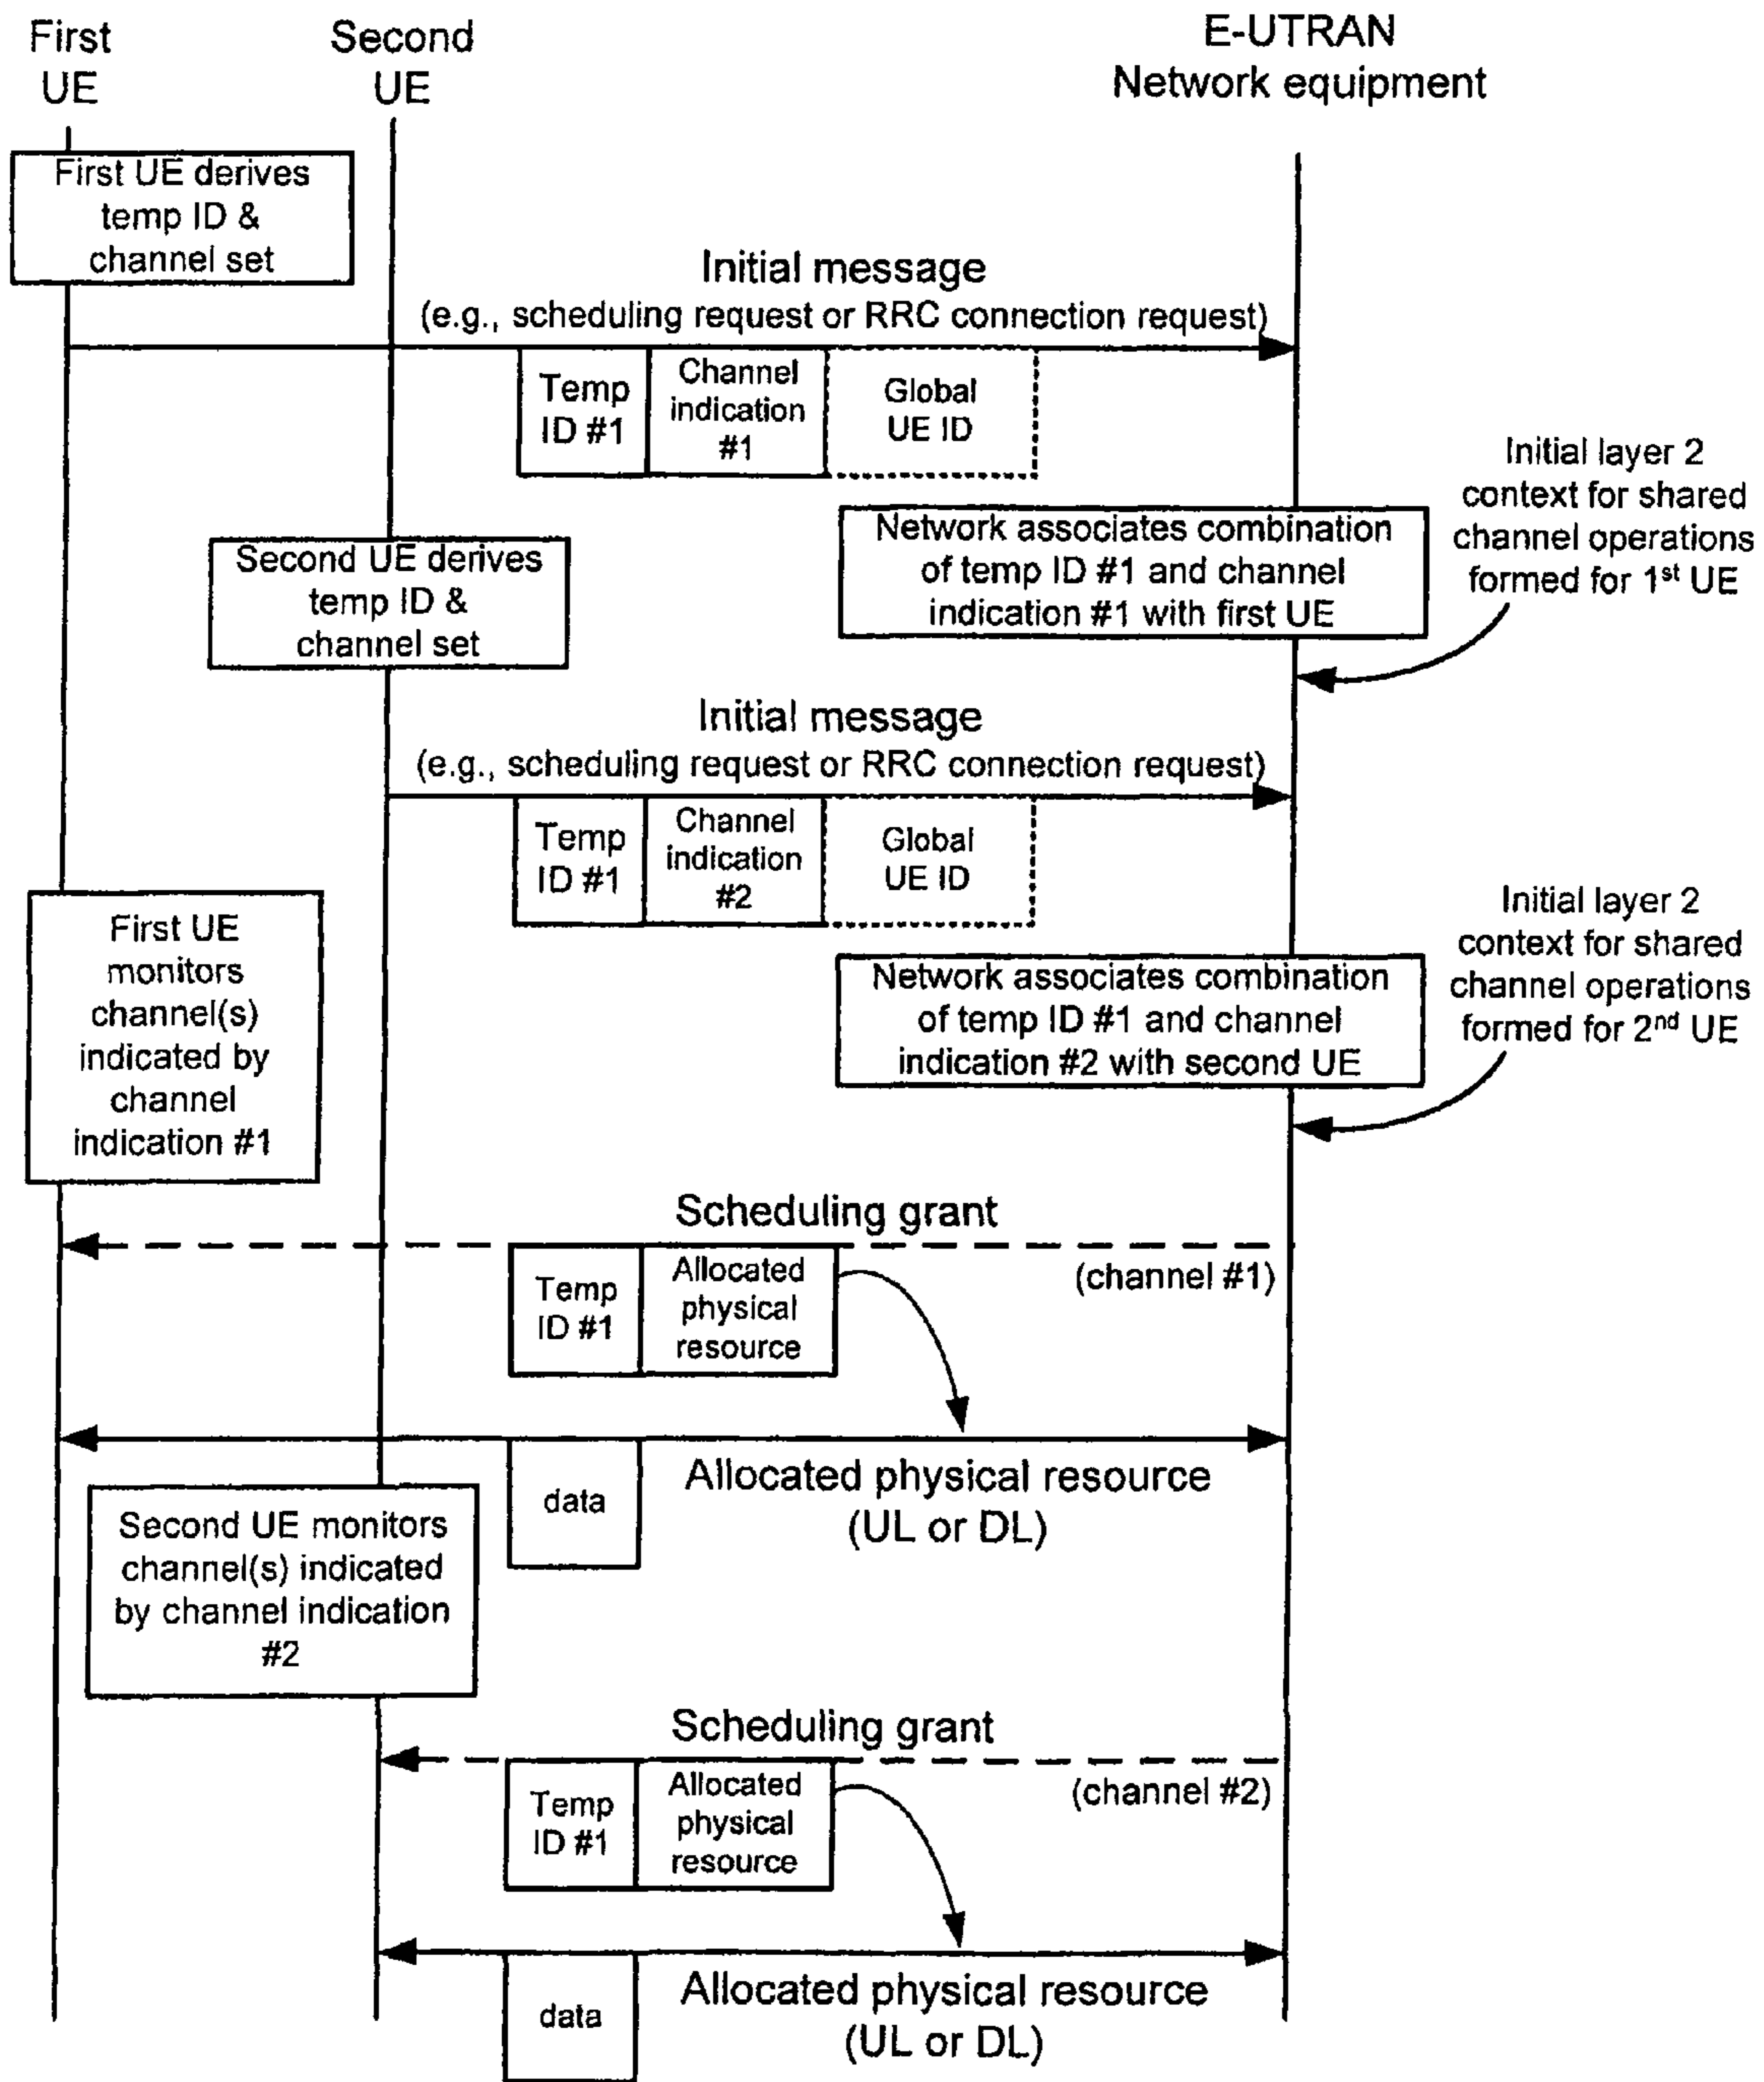 First
UE
Second
UE
E-UTRAN
Network equipment
First UE derives
temp ID &
channel set
Initial message
(e.g., scheduling request or RRC connection request)
Temp
ID #1
Channel
indication
#1
Global
UE ID
Initial layer 2
context for shared
channel operations
formed for 1st UE
Network associates combination
of temp ID #1 and channel
indication #1 with first UE
Second UE derives
temp ID &
channel set
Initial message
(e.g., scheduling request or RRC connection request)
Temp
ID #1
Channel
indication
#2
Global
UE ID
First UE
monitors
channel(s)
indicated by
channel
indication #1
Initial layer 2
context for shared
channel operations
formed for 2nd UE
Network associates combination
of temp ID #1 and channel
indication #2 with second UE
Scheduling grant
(channel #1)
Temp
ID #1
Allocated
physical
resource
data
Allocated physical resource
(UL or DL)
Second UE monitors
channel(s) indicated
by channel indication
#2
Scheduling grant
(channel #2)
Temp
ID #1
Allocated
physical
resource
data
Allocated physical resource
(UL or DL)